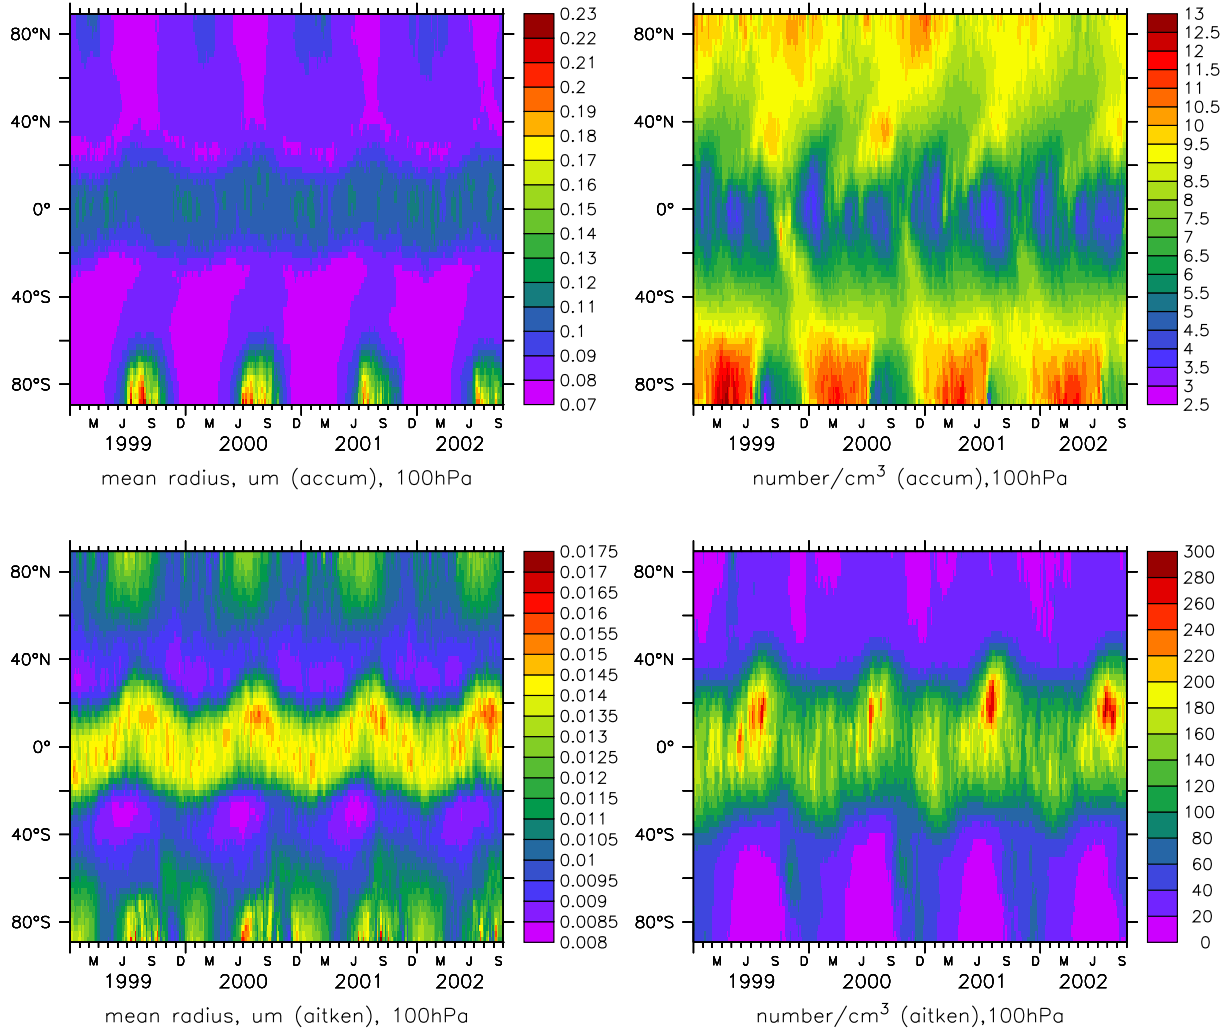 80°N
40°N
0°
40°S
80°S
M J S D M J S D M J S D M J S
1999 2000 2001 2002
mean radius, um (accum), 100hPa
0.23
0.22
0.21
0.2
0.19
0.18
0.17
0.16
0.15
0.14
0.13
0.12
0.11
0.1
0.09
0.08
0.07
80°N
40°N
0°
40°S
80°S
M J S D M J S D M J S D M J S
1999 2000 2001 2002
number/cm³ (accum),100hPa
13
12.5
12
11.5
11
10.5
10
9.5
9
8.5
8
7.5
7
6.5
6
5.5
5
4.5
4
3.5
3
2.5
80°N
40°N
0°
40°S
80°S
M J S D M J S D M J S D M J S
1999 2000 2001 2002
mean radius, um (aitken), 100hPa
0.0175
0.017
0.0165
0.016
0.0155
0.015
0.0145
0.014
0.0135
0.013
0.0125
0.012
0.0115
0.011
0.0105
0.01
0.0095
0.009
0.0085
0.008
80°N
40°N
0°
40°S
80°S
M J S D M J S D M J S D M J S
1999 2000 2001 2002
number/cm³ (aitken),100hPa
300
280
260
240
220
200
180
160
140
120
100
80
60
40
20
0